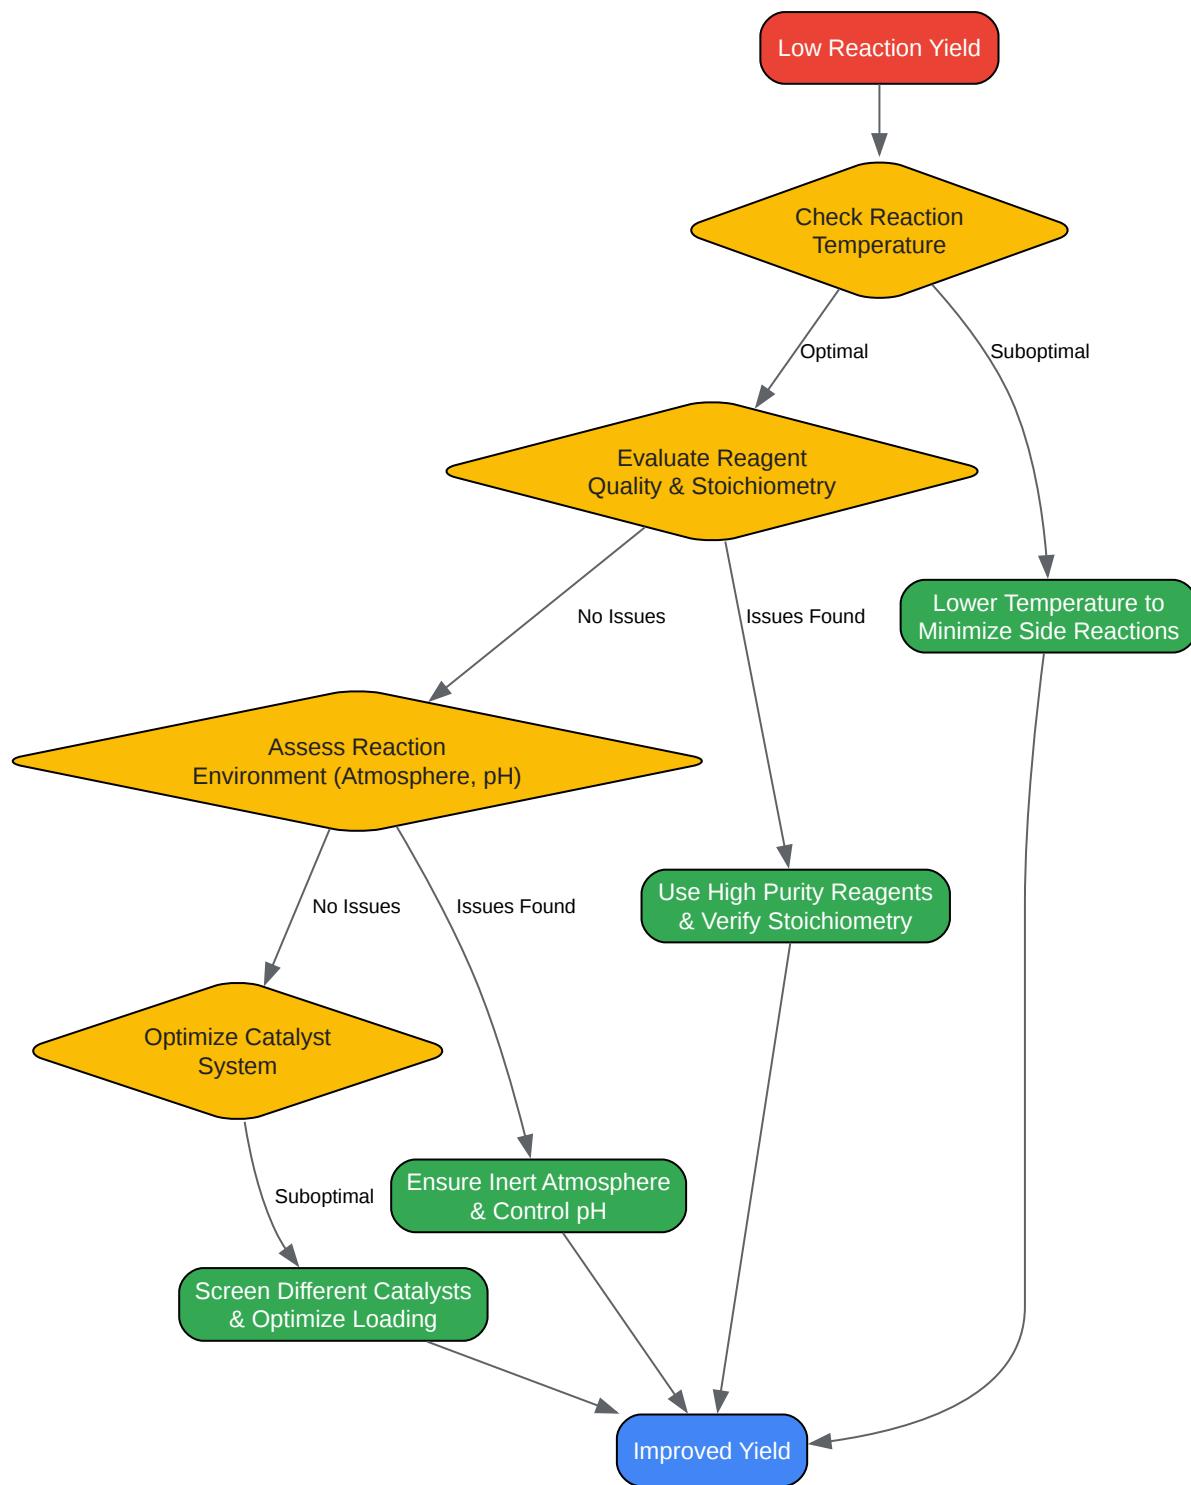 Low Reaction Yield
Check Reaction
Temperature
Optimal
Suboptimal
Evaluate Reagent
Quality & Stoichiometry
Lower Temperature to
Minimize Side Reactions
No Issues
Issues Found
Assess Reaction
Environment (Atmosphere, pH)
Use High Purity Reagents
& Verify Stoichiometry
No Issues
Issues Found
Optimize Catalyst
System
Ensure Inert Atmosphere
& Control pH
Suboptimal
Screen Different Catalysts
& Optimize Loading
Improved Yield